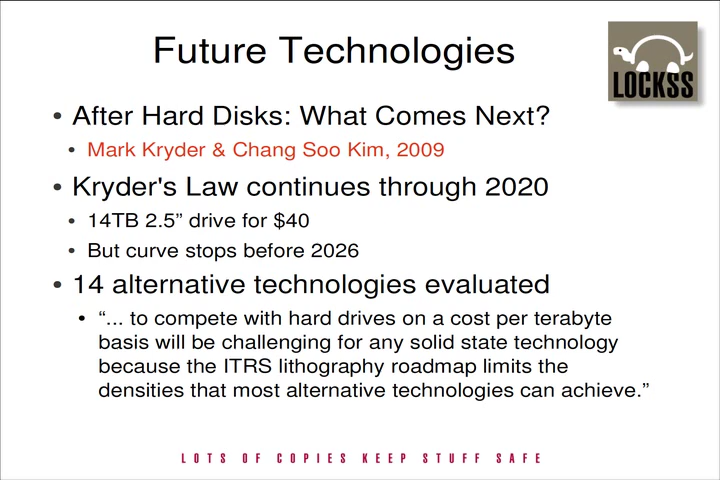 Future Technologies
LOCKSS
• After Hard Disks: What Comes Next?
• Mark Kryder & Chang Soo Kim, 2009
• Kryder's Law continues through 2020
• 14TB 2.5” drive for $40
• But curve stops before 2026
• 14 alternative technologies evaluated
• “... to compete with hard drives on a cost per terabyte
basis will be challenging for any solid state technology
because the ITRS lithography roadmap limits the
densities that most alternative technologies can achieve.”
LOTS OF COPIES KEEP STUFF SAFE